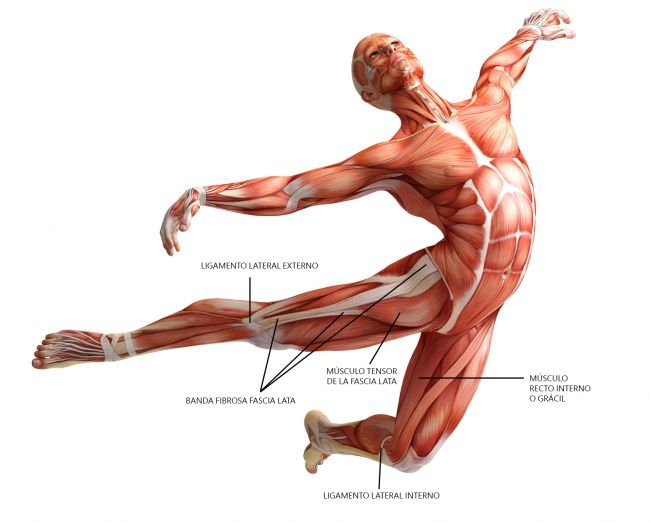 LIGAMENTO LATERAL EXTERNO
MÚSCULO TENSOR
DE LA FASCIA LATA
BANDA FIBROSA FASCIA LATA
MÚSCULO
RECTO INTERNO
O GRÁCIL
LIGAMENTO LATERAL INTERNO